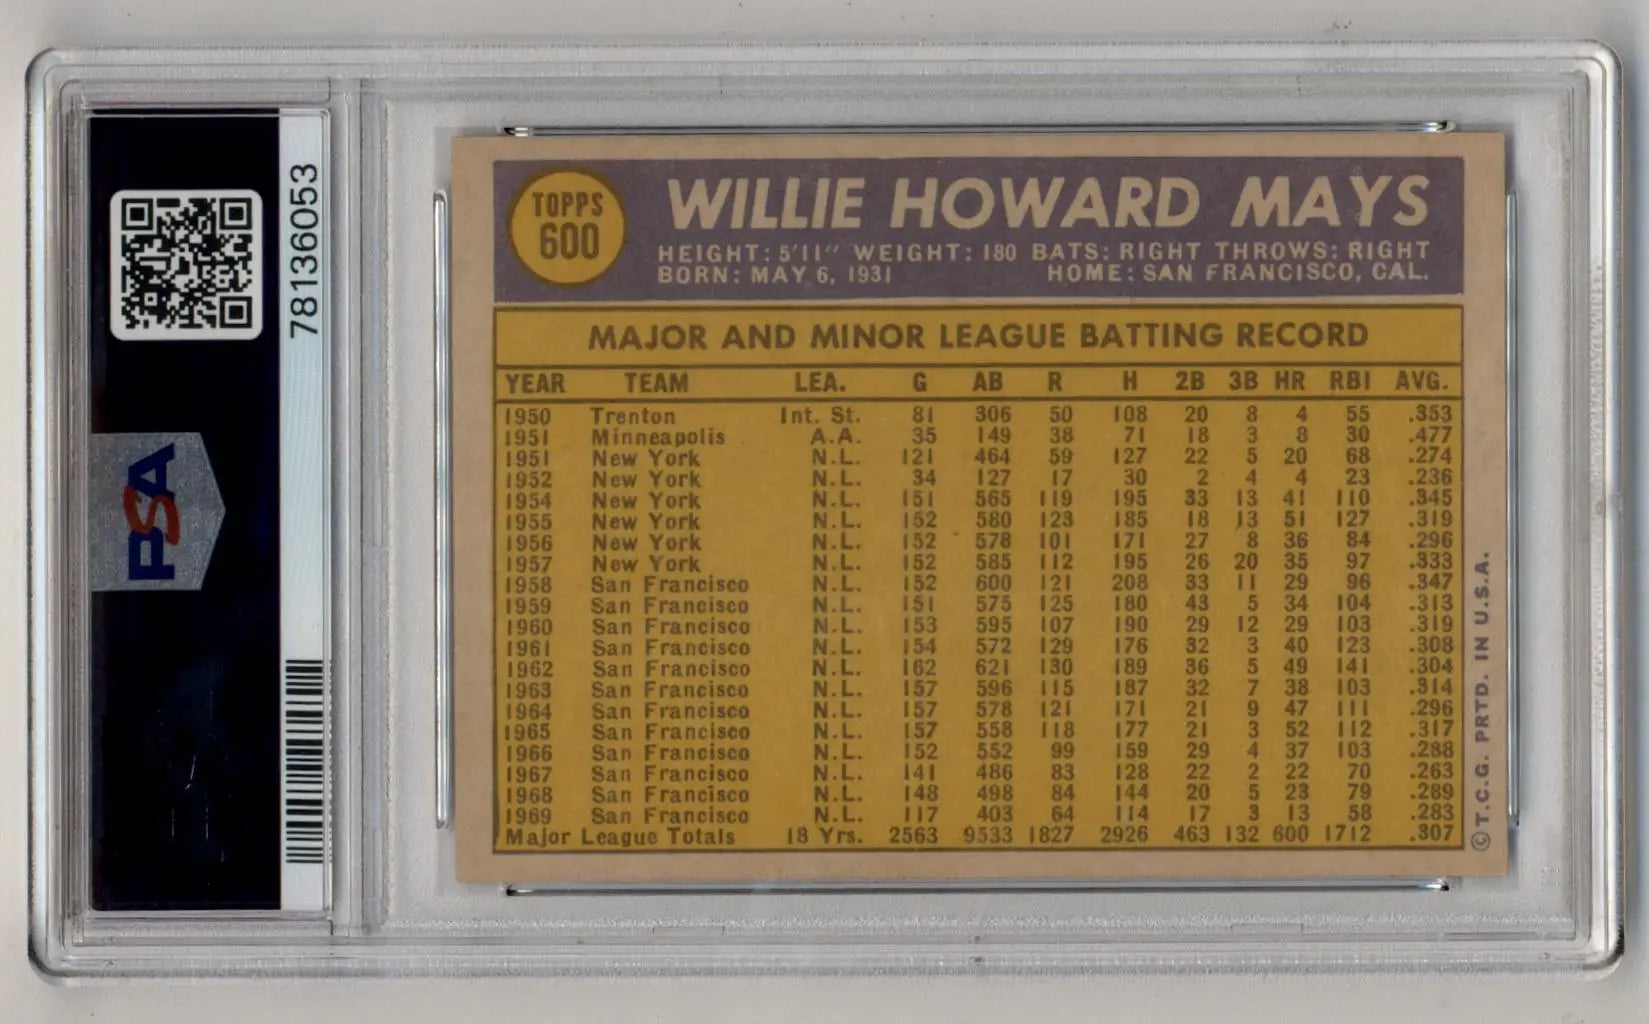 78136053
PSA
TOPPS
600
WILLIE HOWARD MAYS
HEIGHT: 5'11" WEIGHT: 180 BATS: RIGHT THROWS: RIGHT
BORN: MAY 6, 1931 HOME: SAN FRANCISCO, CAL.
MAJOR AND MINOR LEAGUE BATTING RECORD
YEAR TEAM LEA. G AB R H 2B 3B HR RBI AVG.
1950 Trenton Int. St. 81 306 50 108 20 8 4 55 .353
1951 Minneapolis A.A. 35 149 38 71 18 3 8 30 .477
1951 New York N.L. 121 464 59 127 22 5 20 68 .274
1952 New York N.L. 34 127 17 30 2 4 4 23 .236
1954 New York N.L. 151 565 119 195 33 13 41 110 .345
1955 New York N.L. 152 580 123 185 18 13 51 127 .319
1956 New York N.L. 152 578 101 171 27 8 36 84 .296
1957 New York N.L. 152 585 112 195 26 20 35 97 .333
1958 San Francisco N.L. 152 600 121 208 33 11 29 96 .347
1959 San Francisco N.L. 151 575 125 180 43 5 34 104 .313
1960 San Francisco N.L. 153 595 107 190 29 12 29 103 .319
1961 San Francisco N.L. 154 572 129 176 32 3 40 123 .308
1962 San Francisco N.L. 162 621 130 189 36 5 49 141 .304
1963 San Francisco N.L. 157 596 115 187 32 7 38 103 .314
1964 San Francisco N.L. 157 578 121 171 21 9 47 111 .296
1965 San Francisco N.L. 157 558 118 177 21 3 52 112 .317
1966 San Francisco N.L. 152 552 99 159 29 4 37 103 .288
1967 San Francisco N.L. 141 486 83 128 22 2 22 70 .263
1968 San Francisco N.L. 148 498 84 144 20 5 23 79 .289
1969 San Francisco N.L. 117 403 64 114 17 3 13 58 .283
Major League Totals 18 Yrs. 2563 9533 1827 2926 463 132 600 1712 .307
©T.C.G. PRTD. IN U.S.A.